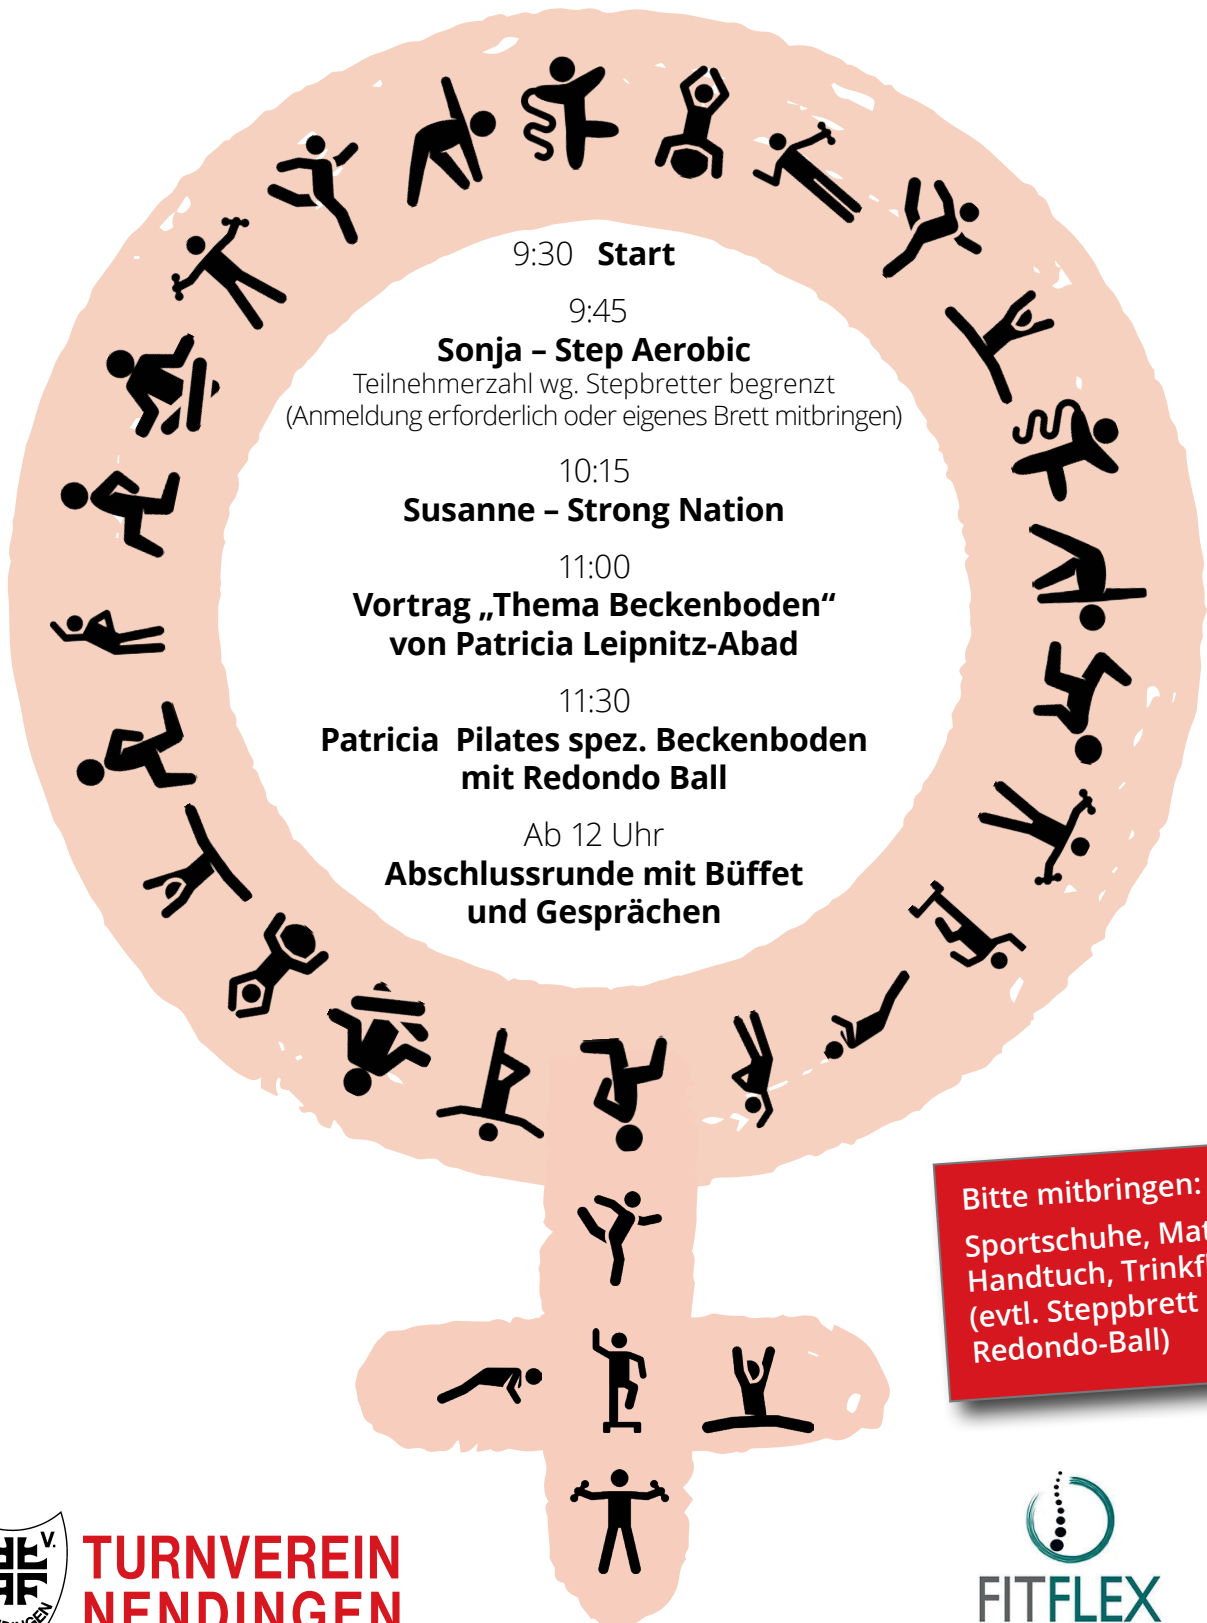 9:30 Start
9:45
Sonja – Step Aerobic
Teilnehmerzahl wg. Stepbretter begrenzt
(Anmeldung erforderlich oder eigenes Brett mitbringen)
10:15
Susanne – Strong Nation
11:00
Vortrag „Thema Beckenboden“
von Patricia Leipnitz-Abad
11:30
Patricia  Pilates spez. Beckenboden
mit Redondo Ball
Ab 12 Uhr
Abschlussrunde mit Büffet
und Gesprächen
Bitte mitbringen:
Sportschuhe,
Handtuch,
(evtl. Steppbrett
Redondo-Ball)
V.
TURNVEREIN
NENDINGEN
FITFLEX